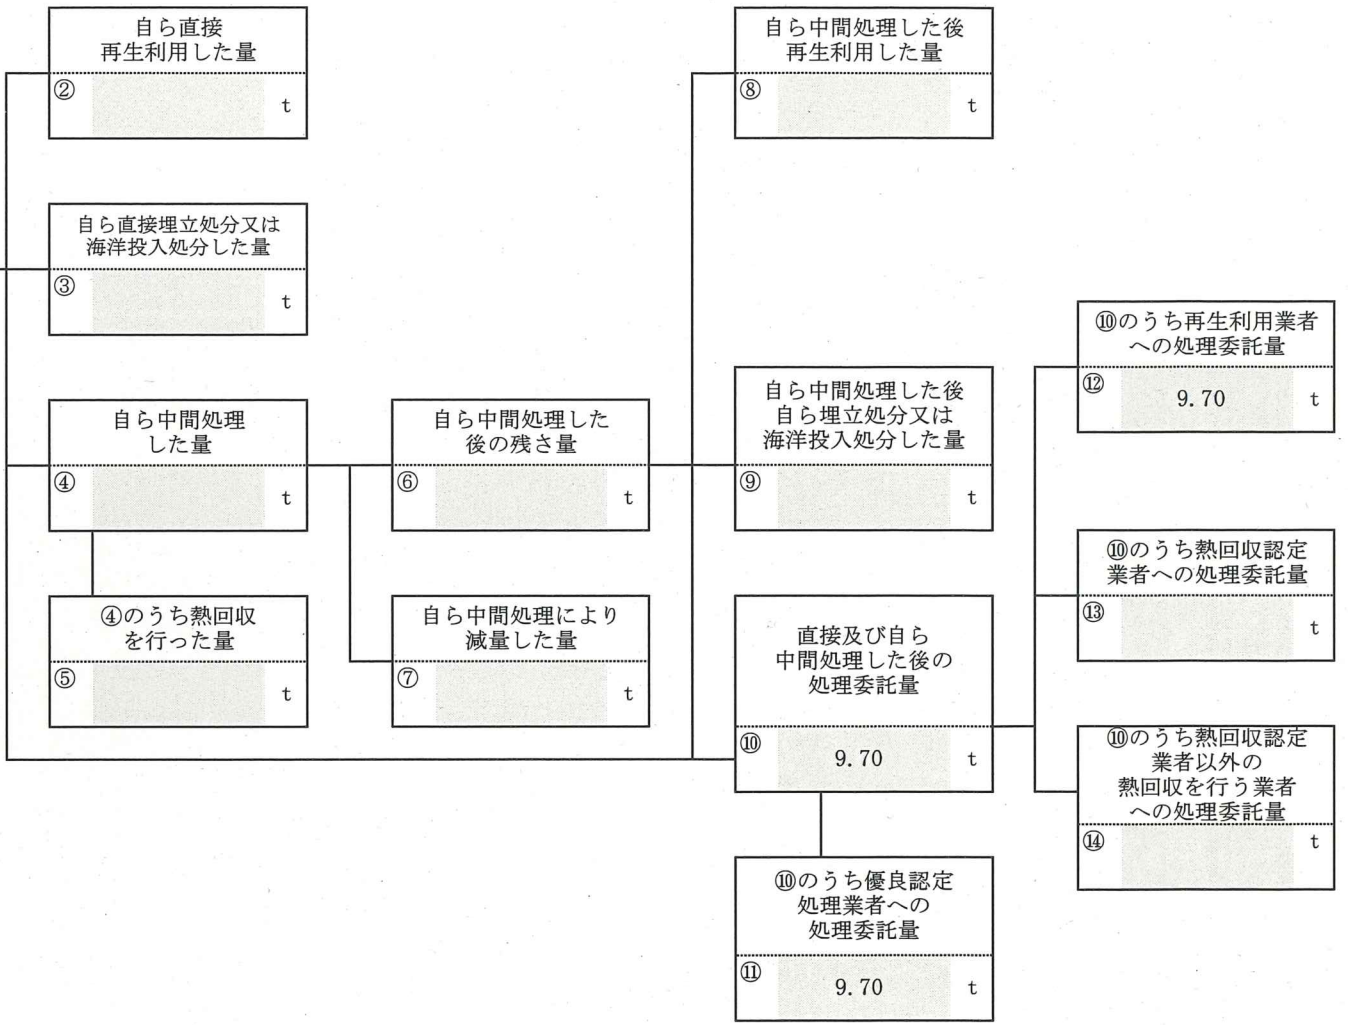 自ら直接
再生利用した量
②
t
自ら直接埋立処分又は
海洋投入処分した量
③
t
自ら中間処理
した量
④
t
④のうち熱回収
を行った量
⑤
t
自ら中間処理した
後の残さ量
⑥
t
自ら中間処理により
減量した量
⑦
t
自ら中間処理した後
再生利用した量
⑧
t
自ら中間処理した後
自ら埋立処分又は
海洋投入処分した量
⑨
t
直接及び自ら
中間処理した後の
処理委託量
⑩ 9.70 t
⑩のうち優良認定
処理業者への
処理委託量
⑪ 9.70 t
⑩のうち再生利用業者
への処理委託量
⑫ 9.70 t
⑩のうち熱回収認定
業者への処理委託量
⑬
t
⑩のうち熱回収認定
業者以外の
熱回収を行う業者
への処理委託量
⑭
t